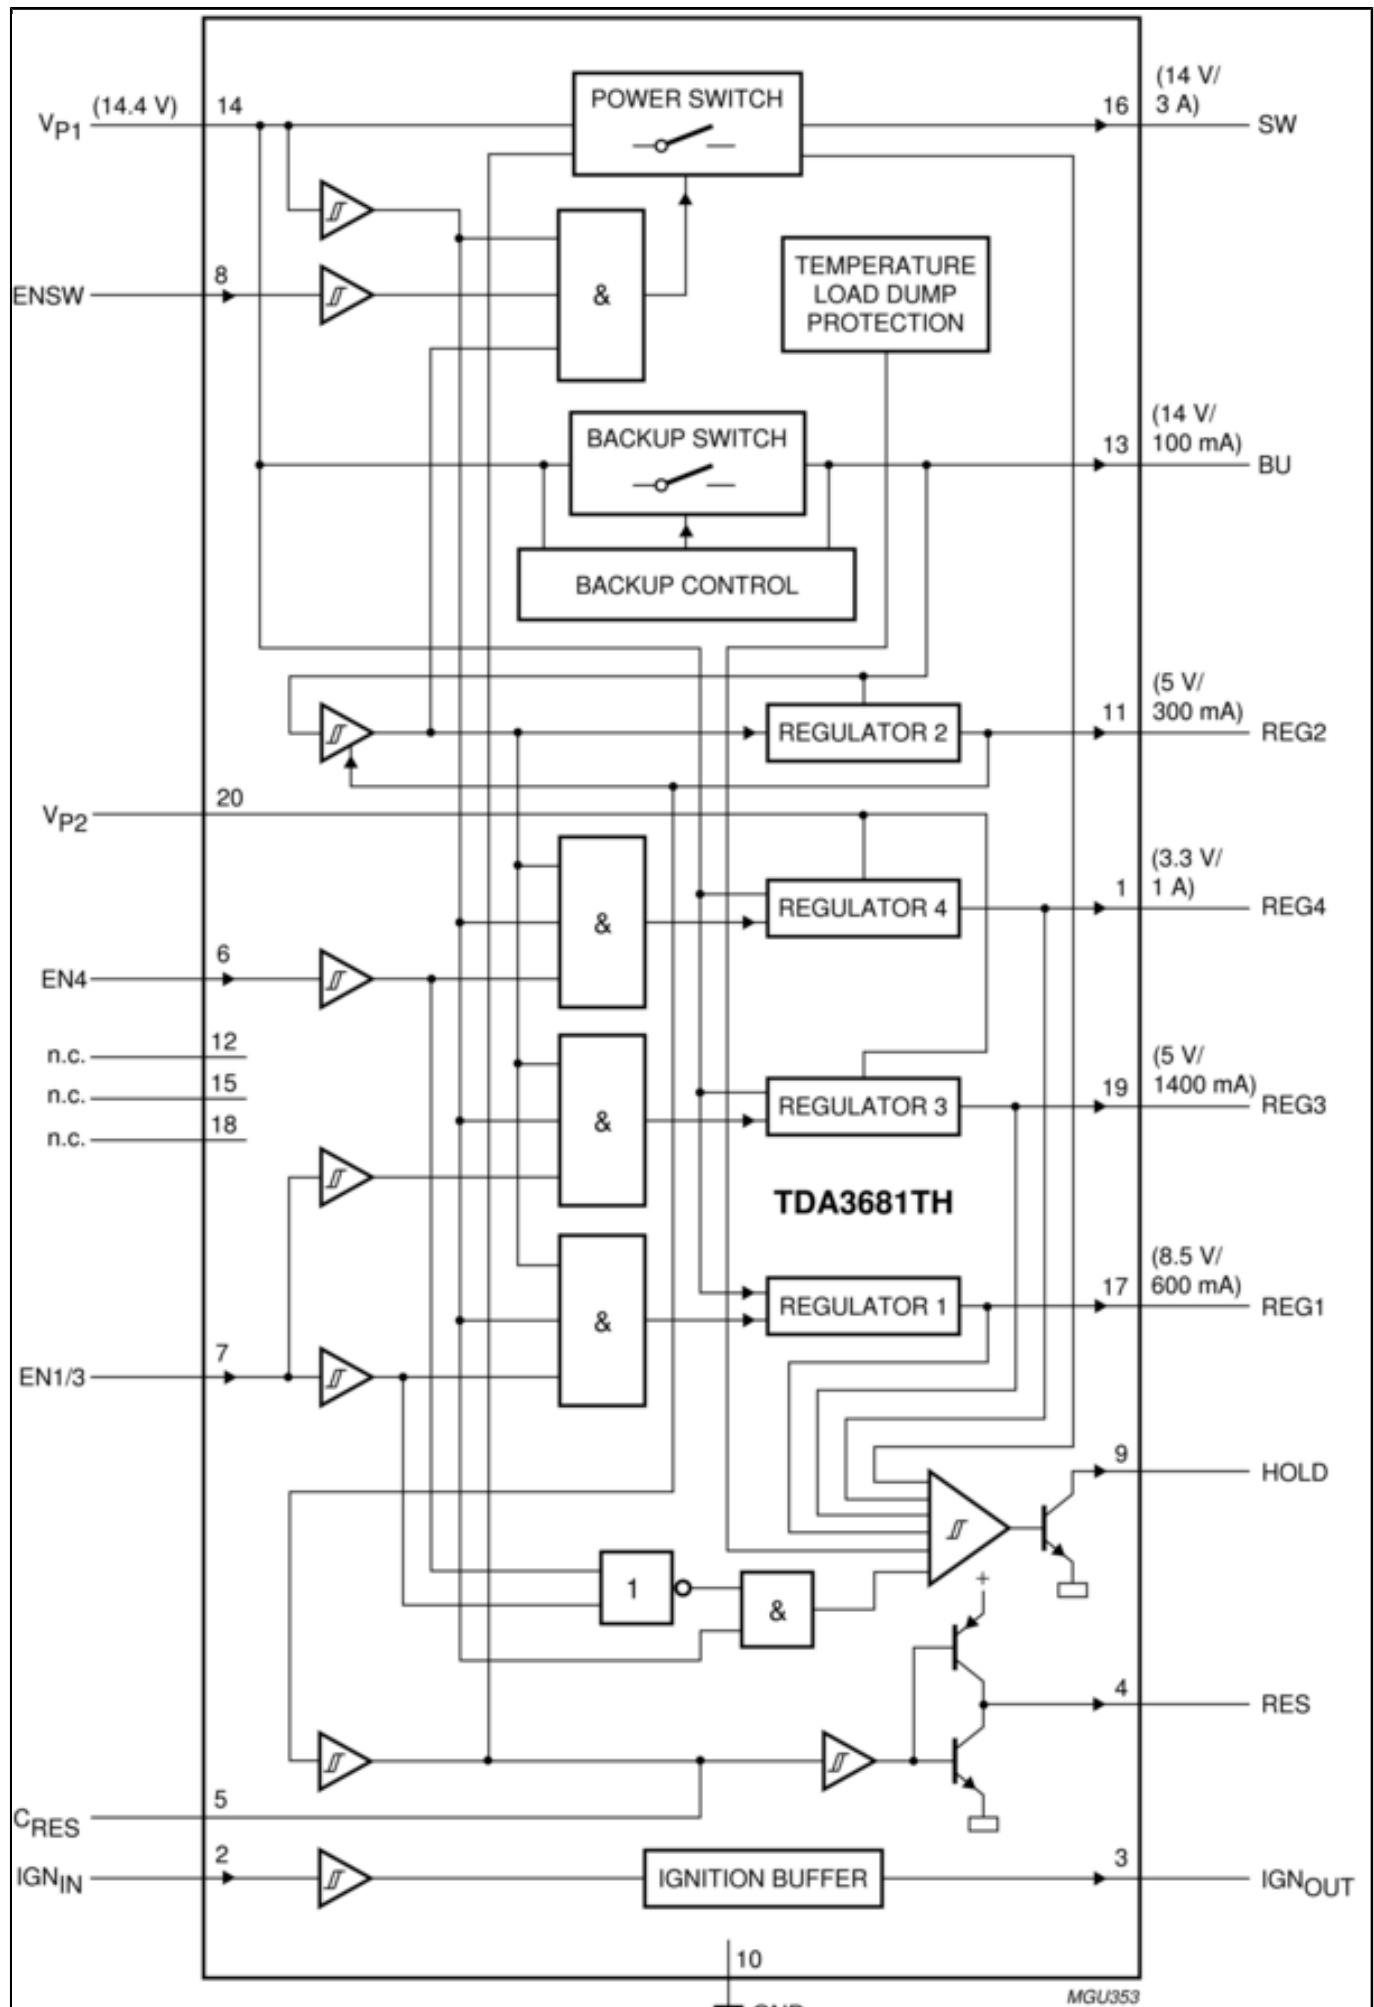 (14 V/
POWER SWITCH
VP1 (14.4 V) 14
16 3 A) SW
8
ENSW
&
TEMPERATURE
LOAD DUMP
PROTECTION
(14 V/
BACKUP SWITCH
13 100 mA) BU
BACKUP CONTROL
(5 V/
11 300 mA) REG2
REGULATOR 2
20
VP2
(3.3 V/
1 1 A) REG4
REGULATOR 4
&
6
EN4
12
n.c.
15
n.c.
18
n.c.
(5 V/
19 1400 mA) REG3
REGULATOR 3
&
TDA3681TH
(8.5 V/
17 600 mA) REG1
REGULATOR 1
&
7
EN1/3
9
HOLD
1
&
+
4
RES
5
CRES
2
IGNIN
IGNITION BUFFER
3
IGNOUT
10
MGU353